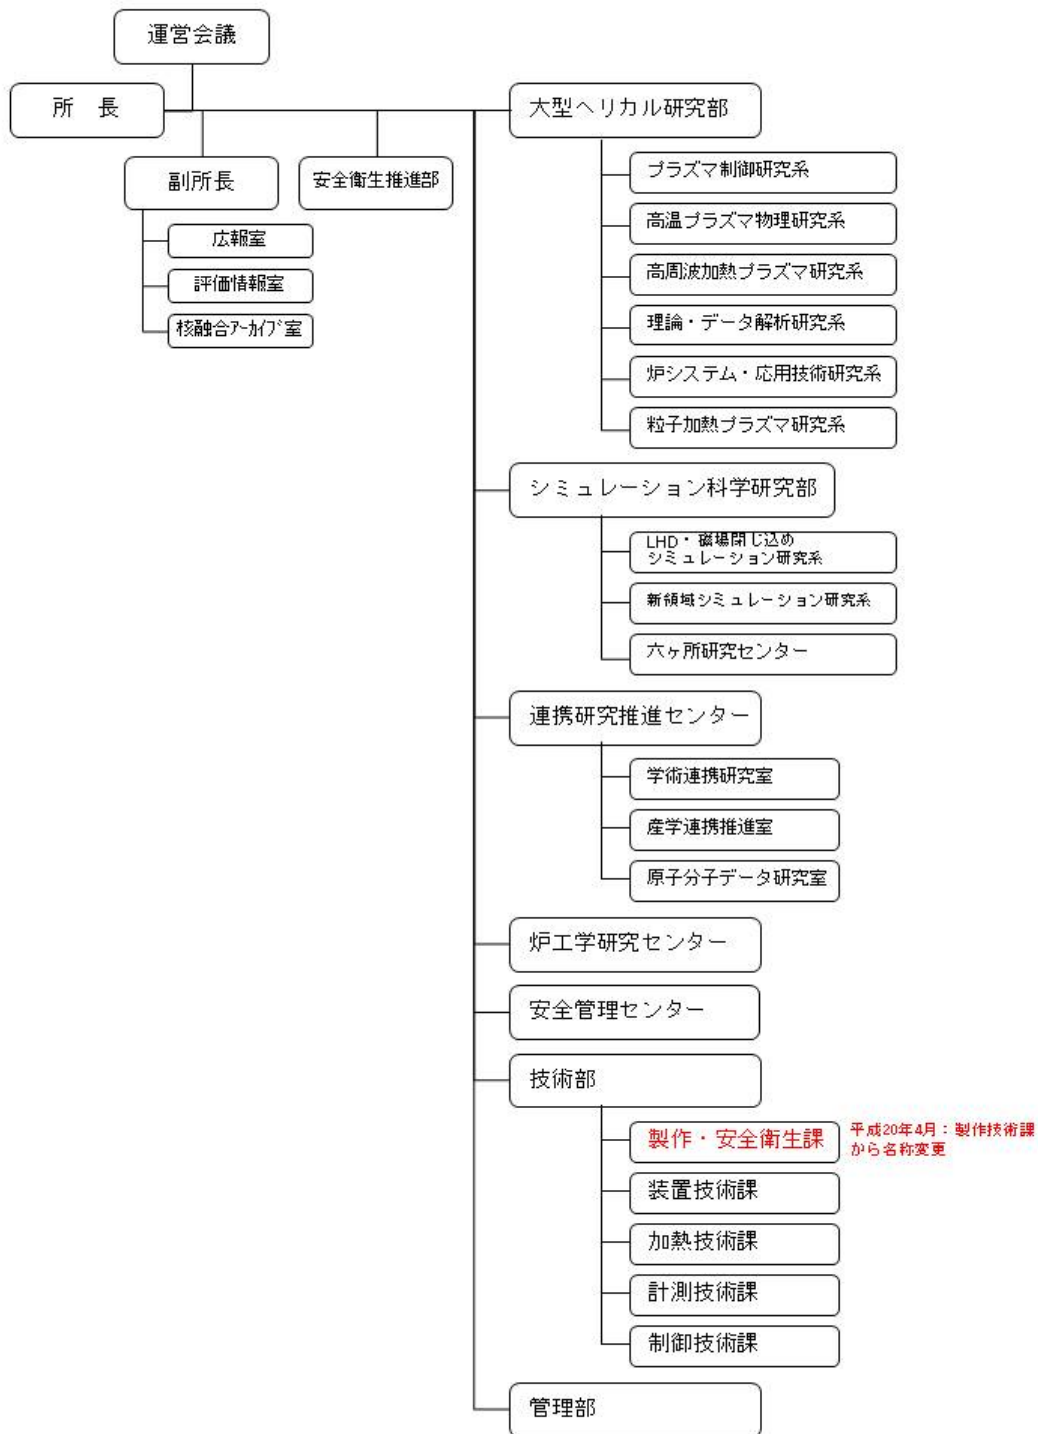 運営会議
所　長
副所長
安全衛生推進部
広報室
評価情報室
核融合ｱｰｶｲﾌﾞ室
大型ヘリカル研究部
プラズマ制御研究系
高温プラズマ物理研究系
高周波加熱プラズマ研究系
理論・データ解析研究系
炉システム・応用技術研究系
粒子加熱プラズマ研究系
シミュレーション科学研究部
LHD・磁場閉じ込め
シミュレーション研究系
新領域シミュレーション研究系
六ヶ所研究センター
連携研究推進センター
学術連携研究室
産学連携推進室
原子分子データ研究室
炉工学研究センター
安全管理センター
技術部
製作・安全衛生課
平成20年4月：製作技術課
から名称変更
装置技術課
加熱技術課
計測技術課
制御技術課
管理部